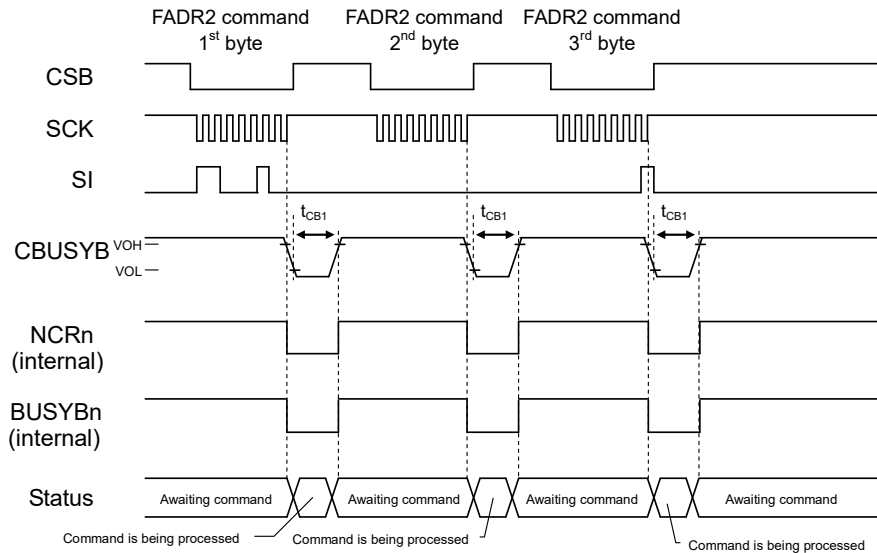 FADR2 command
1st byte
FADR2 command
2nd byte
FADR2 command
3rd byte
CSB
SCK
SI
tCB1
tCB1
tCB1
CBUSYB
VOH
VOL
NCRn
(internal)
BUSYBn
(internal)
Status
Awaiting command
Awaiting command
Awaiting command
Awaiting command
Command is being processed
Command is being processed
Command is being processed